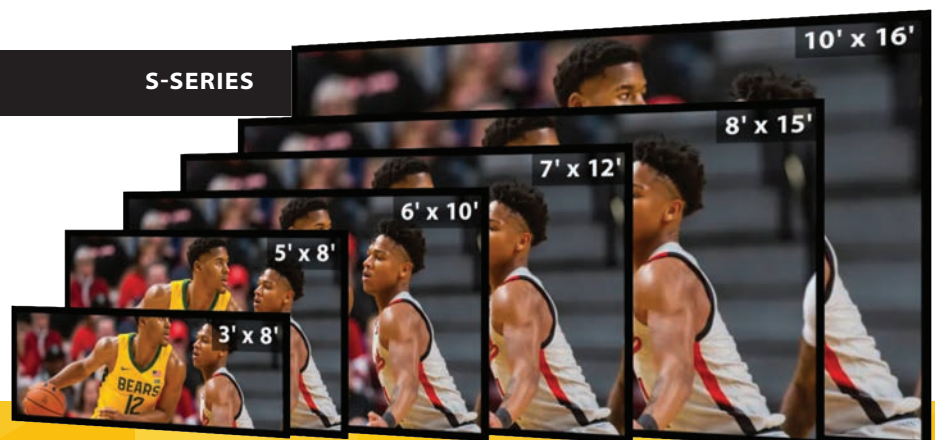 S-SERIES
10' x 16'
8' x 15'
7' x 12'
6' x 10'
5' x 8'
3' x 8'
BEARS
12